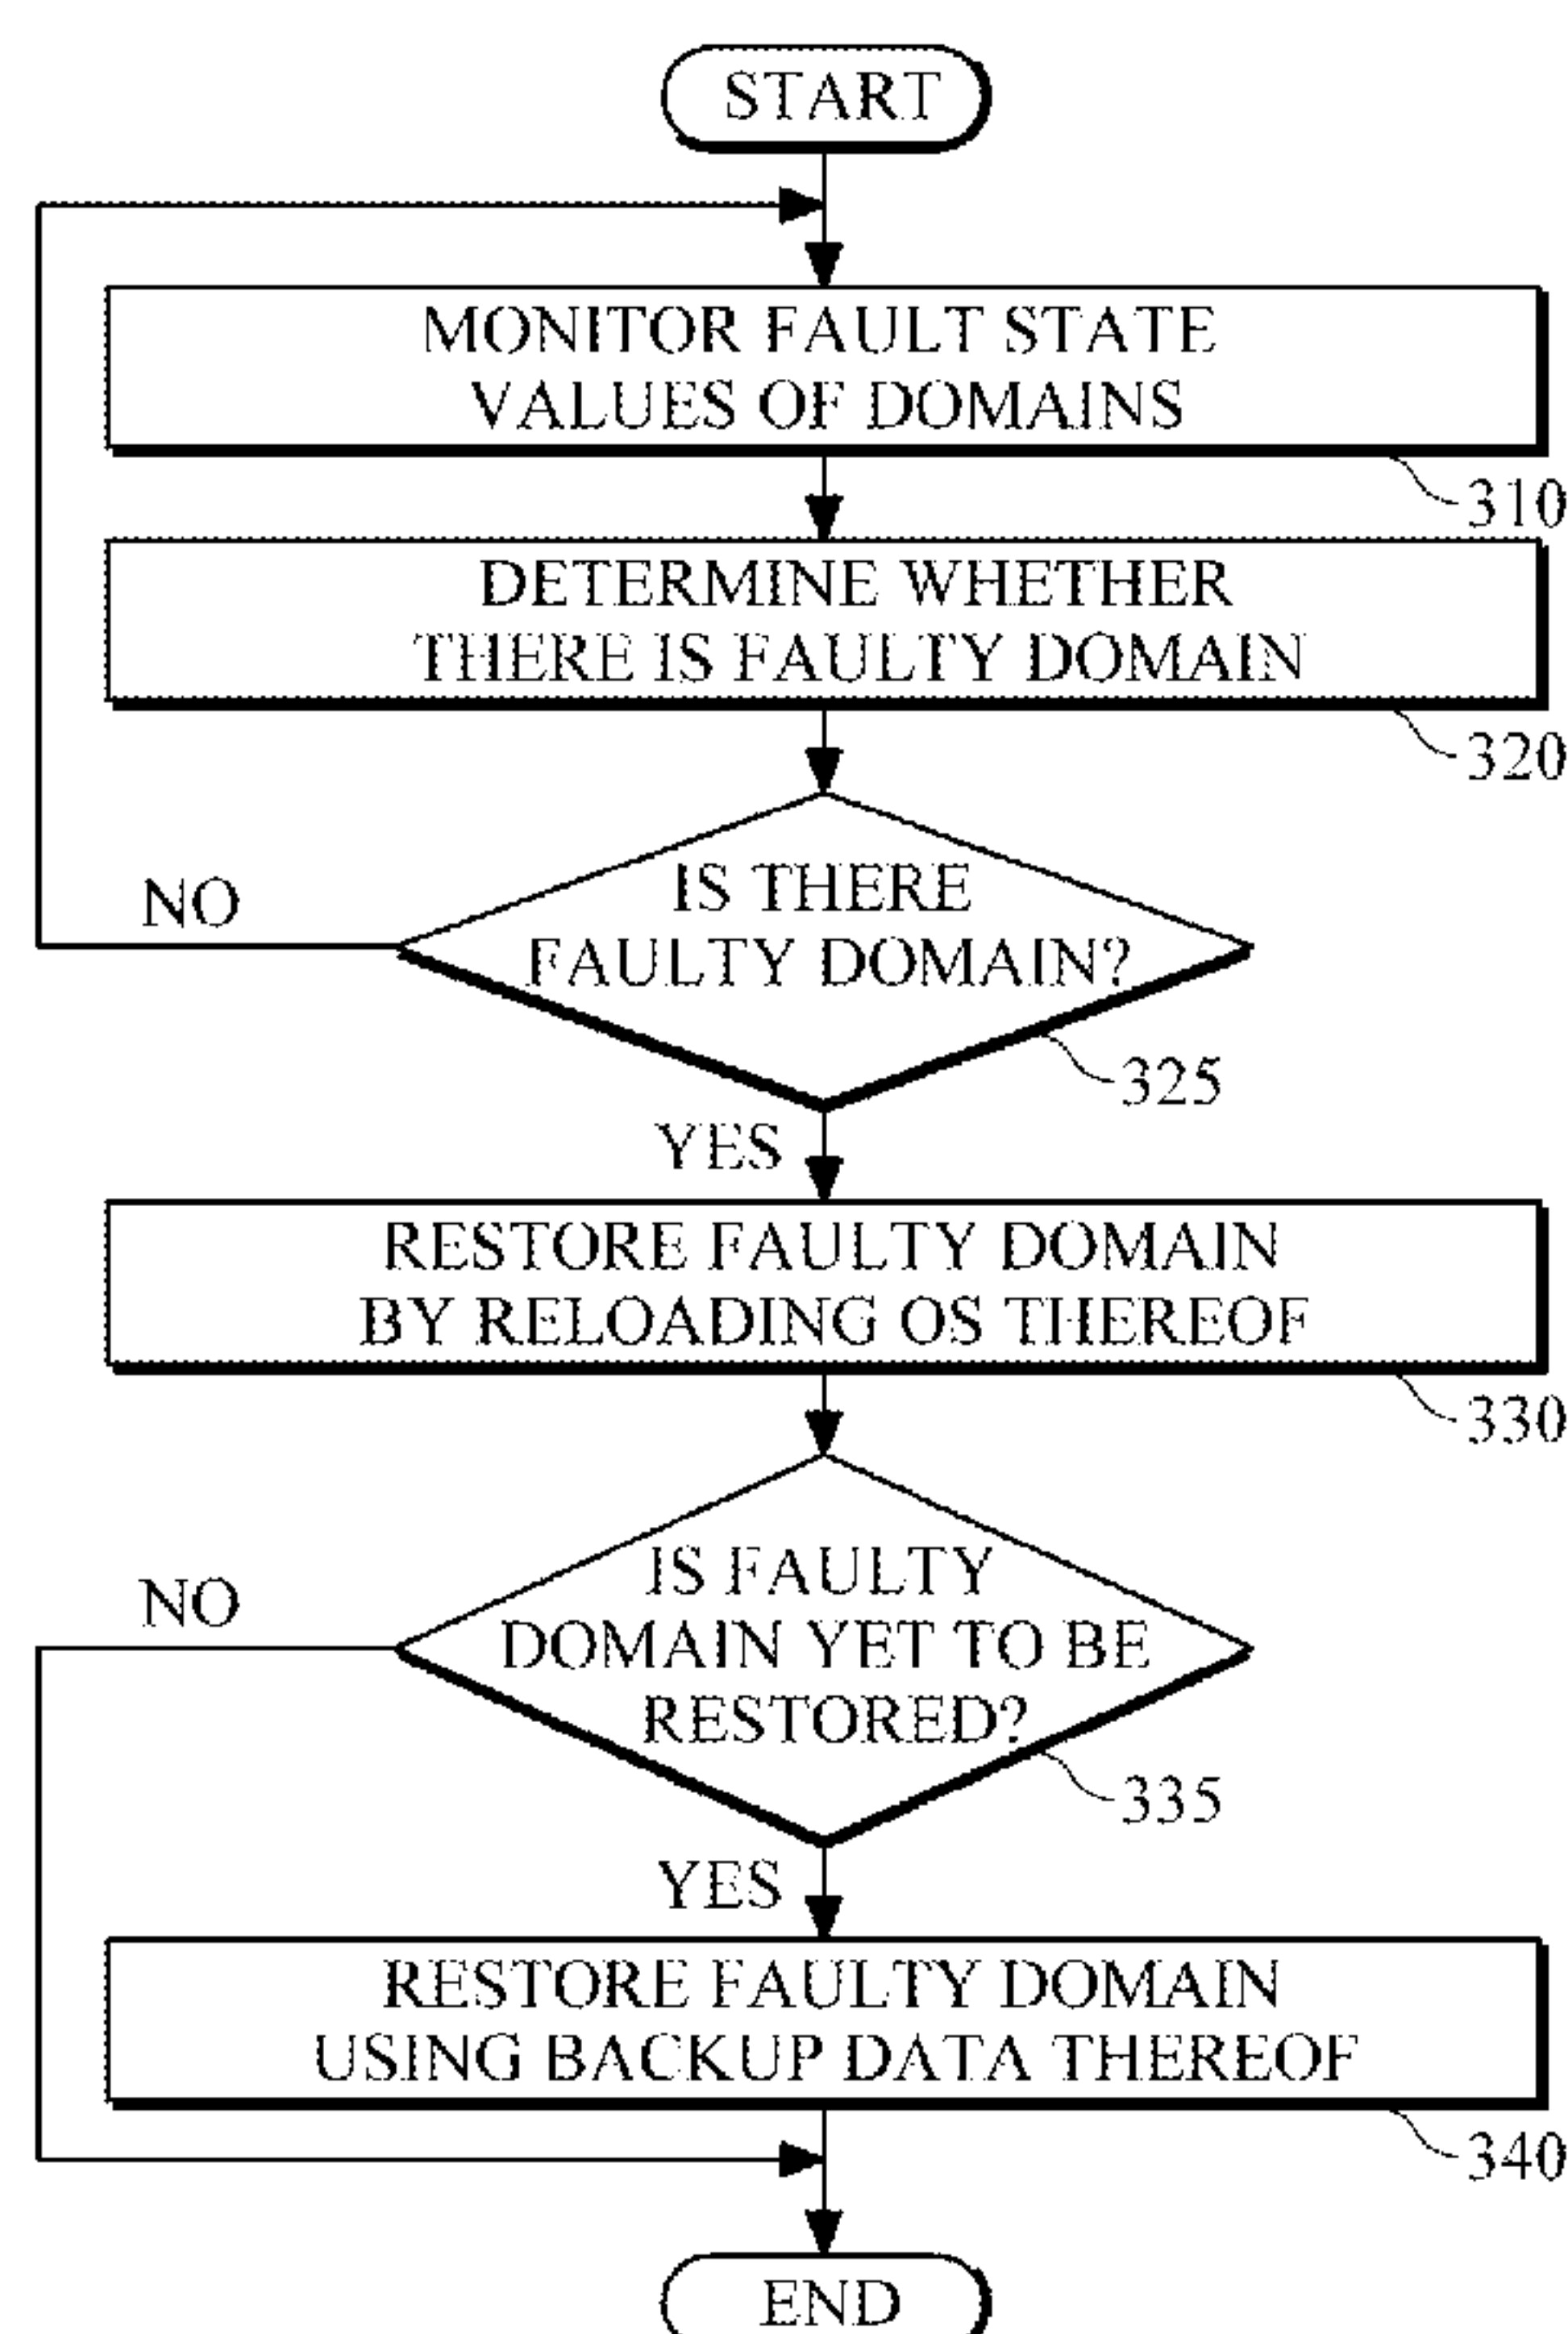 START
MONITOR FAULT STATE
VALUES OF DOMAINS
310
DETERMINE WHETHER
THERE IS FAULTY DOMAIN
320
IS THERE
FAULTY DOMAIN?
NO
325
YES
RESTORE FAULTY DOMAIN
BY RELOADING OS THEREOF
330
IS FAULTY
DOMAIN YET TO BE
RESTORED?
NO
335
YES
RESTORE FAULTY DOMAIN
USING BACKUP DATA THEREOF
340
END